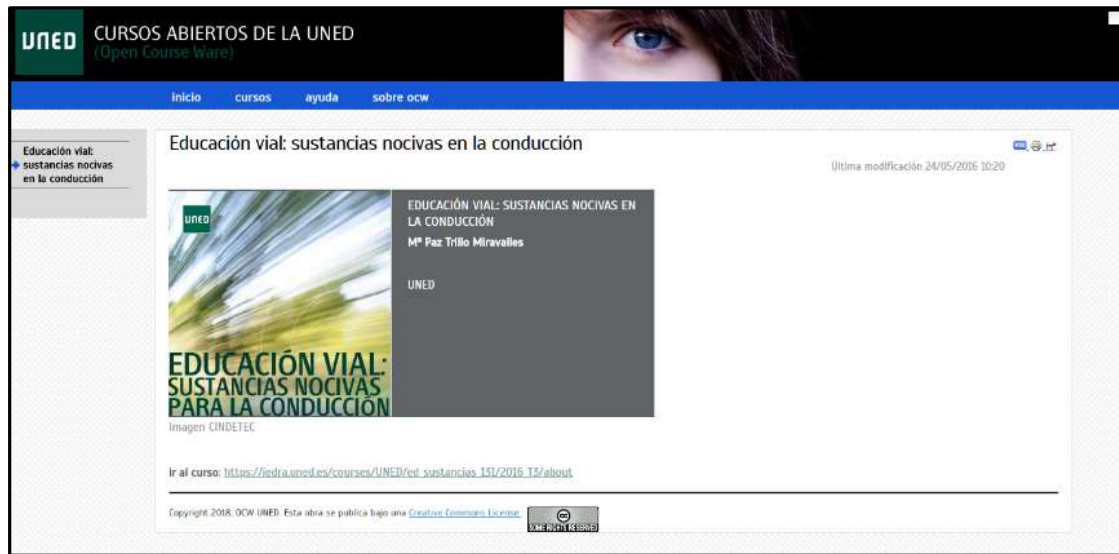 UNED
CURSOS ABIERTOS DE LA UNED
(Open Course Ware)
inicio cursos ayuda sobre ocw
Educación vial:
sustancias nocivas
en la conducción
Educación vial: sustancias nocivas en la conducción
Última modificación 24/05/2016 10:20
UNED
EDUCACIÓN VIAL:
SUSTANCIAS NOCIVAS
PARA LA CONDUCCIÓN
EDUCACIÓN VIAL: SUSTANCIAS NOCIVAS EN
LA CONDUCCIÓN
Mª Paz Trillo Miravalles
UNED
Imagen CINDETEC
ir al curso: https://iedra.uned.es/courses/UNED/ed_sustancias_151/2016_T3/about
Copyright 2018, OCW UNED. Esta obra se publica bajo una Creative Commons License.
cc
SOME RIGHTS RESERVED